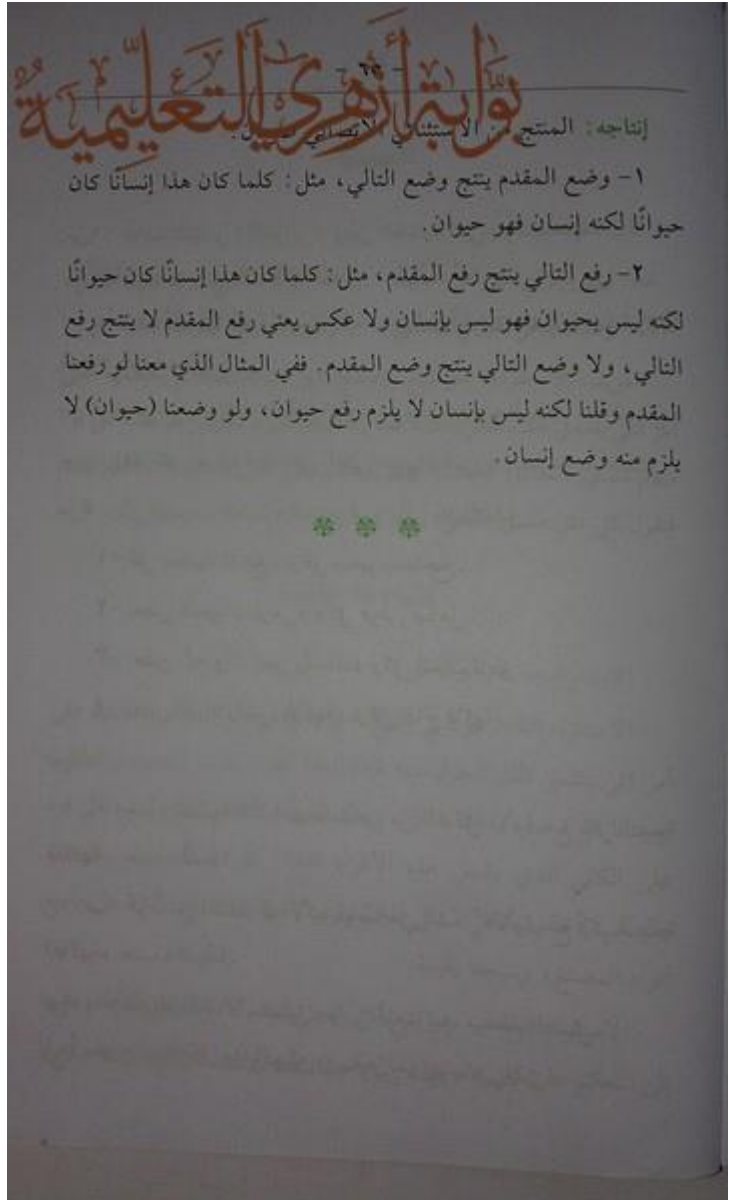 بوابة أزهري التعليمية
إنتاجه: المنتج من الاستثنائي الاتصالي
١- وضع المقدم ينتج وضع التالي، مثل: كلما كان هذا إنسانًا كان
حيوانًا لكنه إنسان فهو حيوان.
٢- رفع التالي ينتج رفع المقدم، مثل: كلما كان هذا إنسانًا كان حيوانًا
لكنه ليس بحيوان فهو ليس بإنسان ولا عكس يعني رفع المقدم لا ينتج رفع
التالي، ولا وضع التالي ينتج وضع المقدم. ففي المثال الذي معنا لو رفعنا
المقدم وقلنا لكنه ليس بإنسان لا يلزم رفع حيوان، ولو وضعنا (حيوان) لا
يلزم منه وضع إنسان.